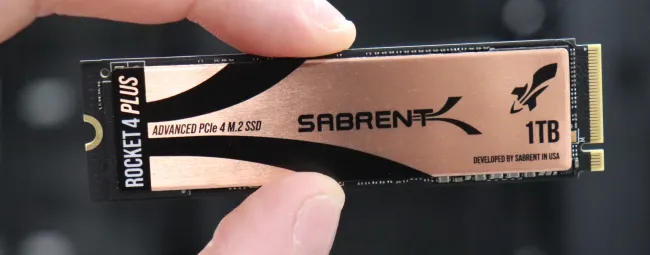 ROCKET 4 PLUS
ADVANCED PCIe 4 M.2 SSD
SABRENT
1TB
DEVELOPED BY SABRENT IN USA